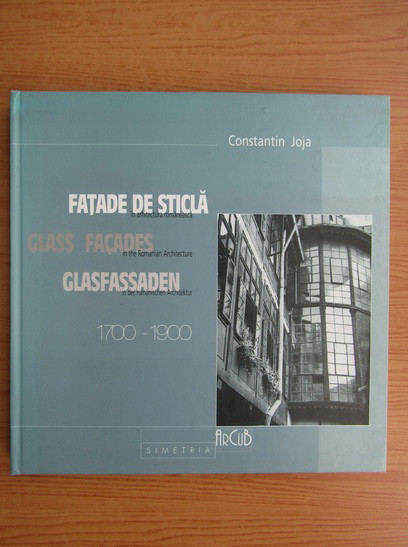 Constantin Joja
FAȚADE DE STICLĂ
în arhitectura românească
GLASS FAÇADES
in the Romanian Architecture
GLASFASSADEN
in der rumänischen Architektur
1700 - 1900
ARCUB
SIMETRIA